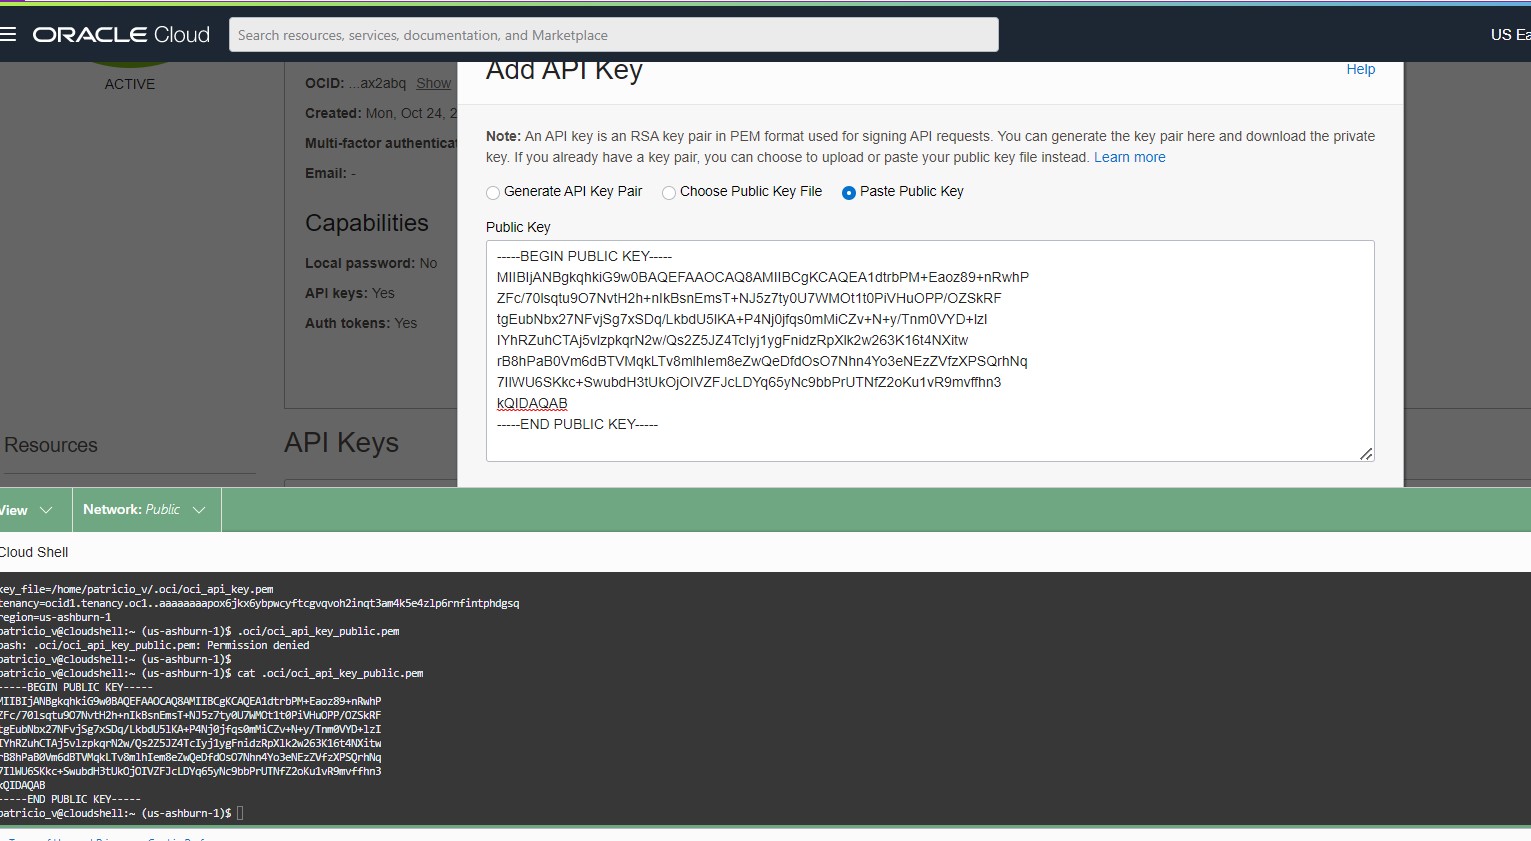 ORACLE Cloud
Search resources, services, documentation, and Marketplace
US Ea
ACTIVE
OCID: ...ax2abq Show
Created: Mon, Oct 24, 2
Multi-factor authenticat
Email: -
Capabilities
Local password: No
API keys: Yes
Auth tokens: Yes
Resources
API Keys
Add API Key
Help
Note: An API key is an RSA key pair in PEM format used for signing API requests. You can generate the key pair here and download the private
key. If you already have a key pair, you can choose to upload or paste your public key file instead. Learn more
Generate API Key Pair
Choose Public Key File
Paste Public Key
Public Key
-----BEGIN PUBLIC KEY-----
MIIBIjANBgkqhkiG9w0BAQEFAAOCAQ8AMIIBCgKCAQEA1dtrbPM+Eaoz89+nRwhP
ZFc/70lsqtu9O7NvtH2h+nIkBsnEmsT+NJ5z7ty0U7WMOt1t0PiVHuOPP/OZSkRF
tgEubNbx27NFvjSg7xSDq/LkbdU5lKA+P4Nj0jfqs0mMiCZv+N+y/Tnm0VYD+lzI
IYhRZuhCTAj5vlzpkqrN2w/Qs2Z5JZ4TcIyj1ygFnidzRpXlk2w263K16t4NXitw
rB8hPaB0Vm6dBTVMqkLTv8mlhIem8eZwQeDfdOsO7Nhn4Yo3eNEzZVfzXPSQrhNq
7IlWU6SKkc+SwubdH3tUkOjOIVZFJcLDYq65yNc9bbPrUTNfZ2oKu1vR9mvffhn3
kQIDAQAB
-----END PUBLIC KEY-----
View
Network: Public
Cloud Shell
key_file=/home/patricio_v/.oci/oci_api_key.pem
tenancy=ocid1.tenancy.oc1..aaaaaaaapox6jkx6ybpwcyftcgvqvoh2inqt3am4k5e4zlp6rnfintphdgsq
region=us-ashburn-1
patricio_v@cloudshell:~ (us-ashburn-1)$ .oci/oci_api_key_public.pem
bash: .oci/oci_api_key_public.pem: Permission denied
patricio_v@cloudshell:~ (us-ashburn-1)$
patricio_v@cloudshell:~ (us-ashburn-1)$ cat .oci/oci_api_key_public.pem
-----BEGIN PUBLIC KEY-----
MIIBIjANBgkqhkiG9w0BAQEFAAOCAQ8AMIIBCgKCAQEA1dtrbPM+Eaoz89+nRwhP
ZFc/70lsqtu9O7NvtH2h+nIkBsnEmsT+NJ5z7ty0U7WMOt1t0PiVHuOPP/OZSkRF
tgEubNbx27NFvjSg7xSDq/LkbdU5lKA+P4Nj0jfqs0mMiCZv+N+y/Tnm0VYD+lzI
IYhRZuhCTAj5vlzpkqrN2w/Qs2Z5JZ4TcIyj1ygFnidzRpXlk2w263K16t4NXitw
rB8hPaB0Vm6dBTVMqkLTv8mlhIem8eZwQeDfdOsO7Nhn4Yo3eNEzZVfzXPSQrhNq
7IlWU6SKkc+SwubdH3tUkOjOIVZFJcLDYq65yNc9bbPrUTNfZ2oKu1vR9mvffhn3
kQIDAQAB
-----END PUBLIC KEY-----
patricio_v@cloudshell:~ (us-ashburn-1)$